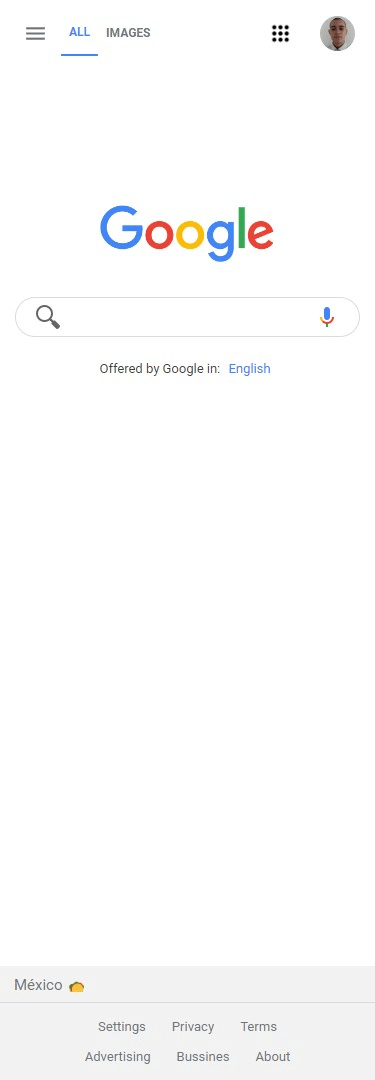 ALL IMAGES
Google
Offered by Google in: English
México
Settings Privacy Terms
Advertising Bussines About